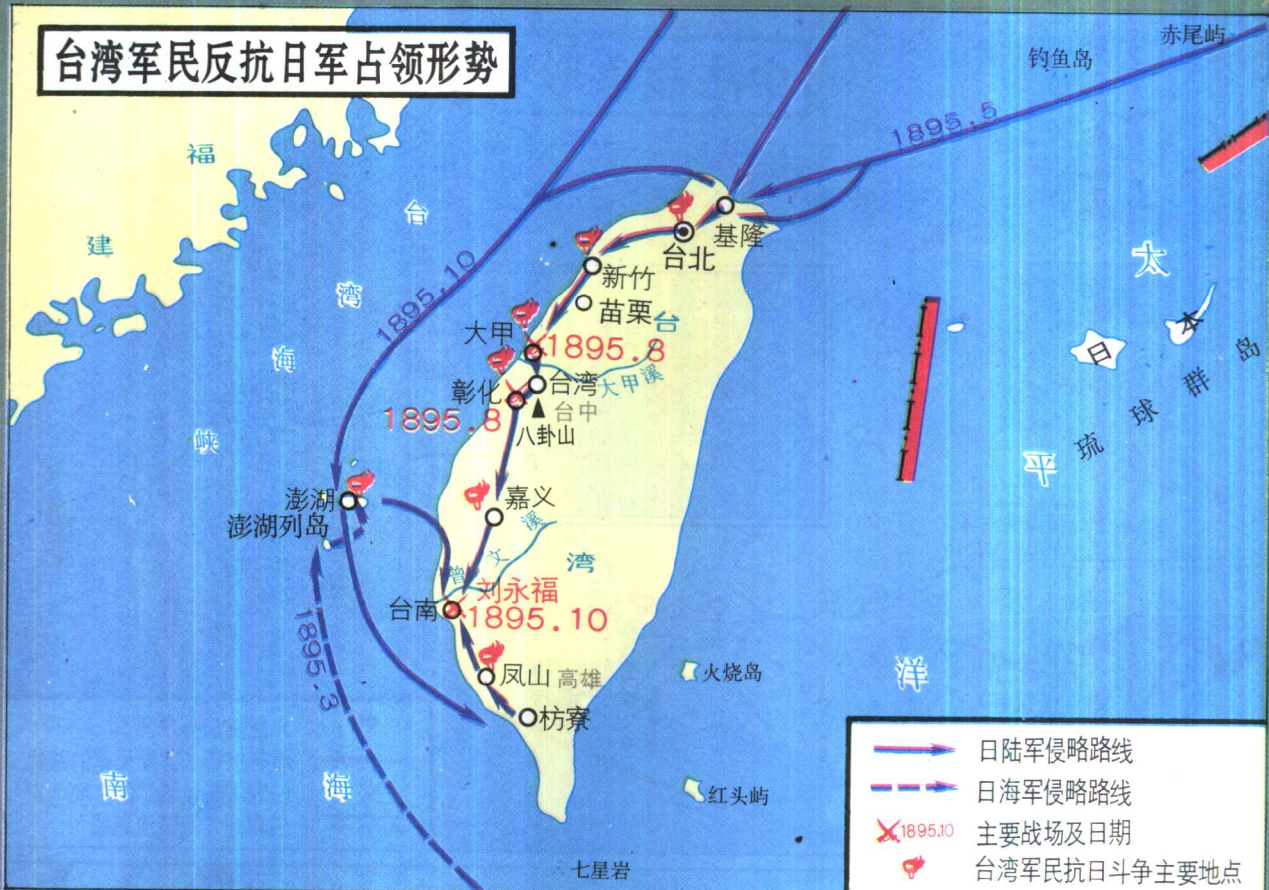 台湾军民反抗日军占领形势
赤尾屿
钓鱼岛
1895.5
福
建
台
湾
海
峡
1895.10
基隆
台北
新竹
苗栗
台
大甲
1895.8
大甲溪
台湾
台中
彰化
1895.8
八卦山
太
平
洋
日
本
琉
球
群
岛
澎湖
澎湖列岛
嘉义
曾
文
溪
湾
刘永福
台南
1895.10
1895.3
凤山
高雄
枋寮
火烧岛
红头屿
七星岩
南
海
日陆军侵略路线
日海军侵略路线
1895.10 主要战场及日期
台湾军民抗日斗争主要地点